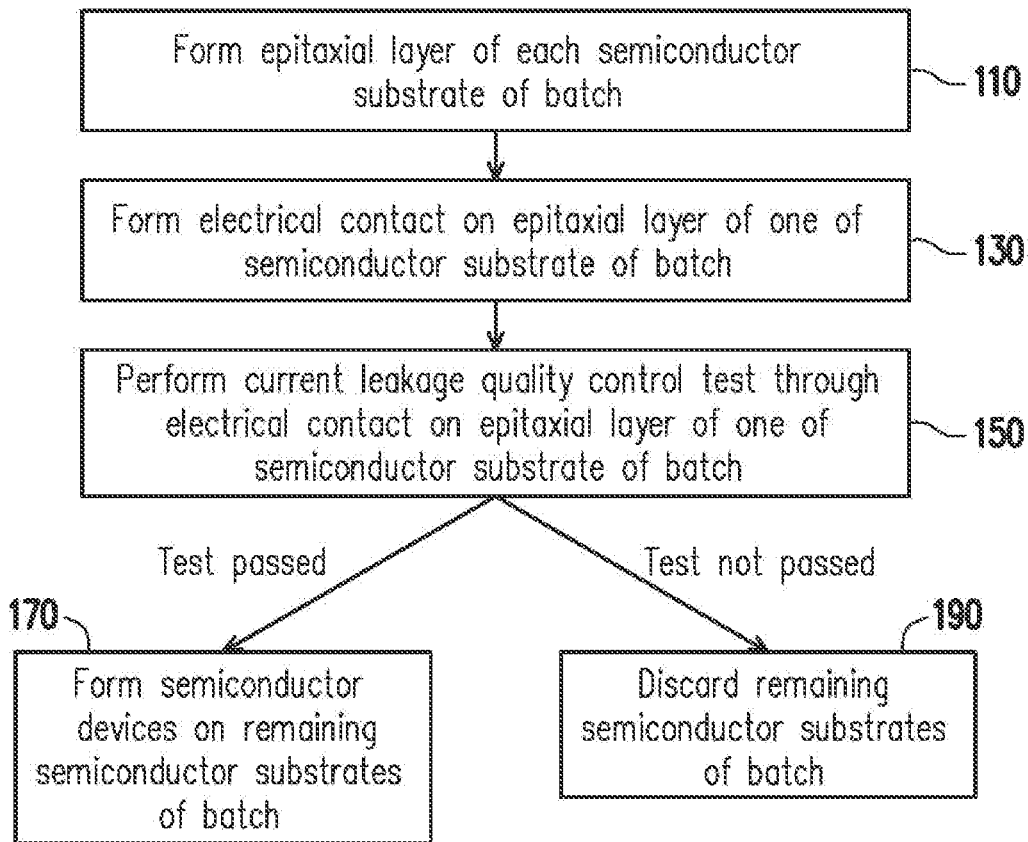 Form epitaxial layer of each semiconductor
substrate of batch
110
Form electrical contact on epitaxial layer of one of
semiconductor substrate of batch
130
Perform current leakage quality control test through
electrical contact on epitaxial layer of one of
semiconductor substrate of batch
150
Test passed
Test not passed
170
Form semiconductor
devices on remaining
semiconductor substrates
of batch
190
Discard remaining
semiconductor substrates
of batch